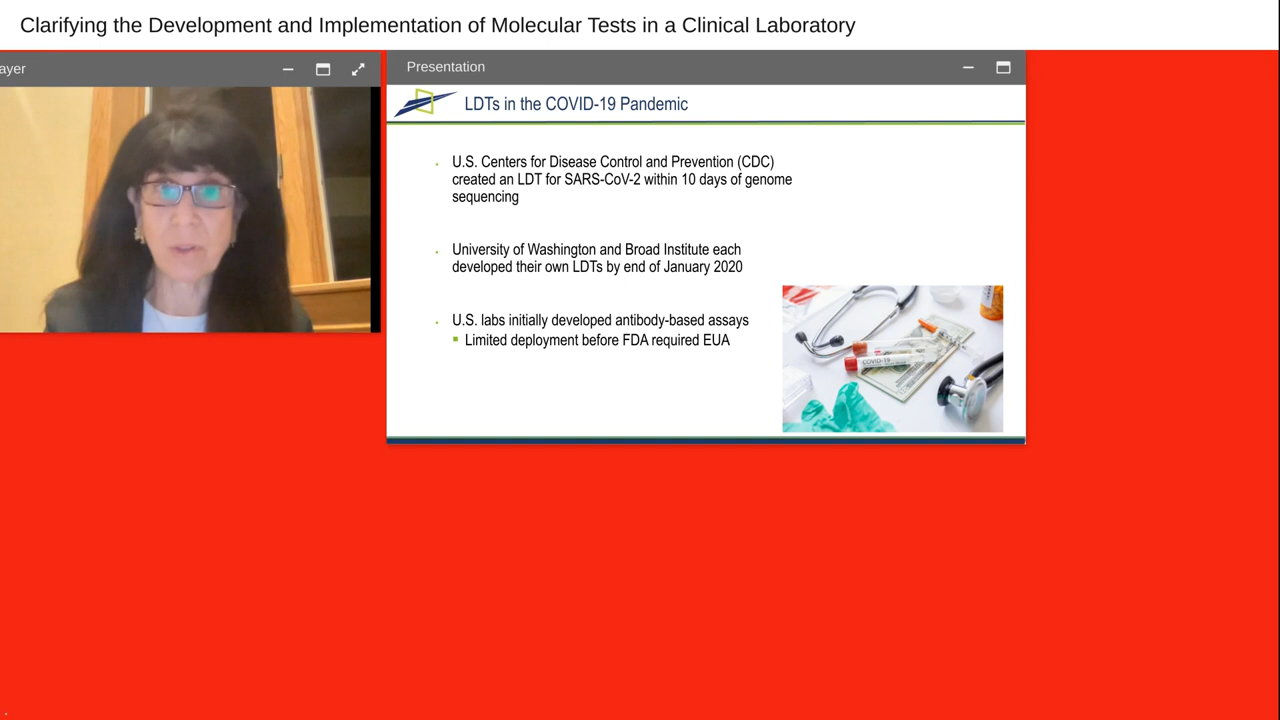 Clarifying the Development and Implementation of Molecular Tests in a Clinical Laboratory
ayer
Presentation
LDTs in the COVID-19 Pandemic
U.S. Centers for Disease Control and Prevention (CDC)
created an LDT for SARS-CoV-2 within 10 days of genome
sequencing
University of Washington and Broad Institute each
developed their own LDTs by end of January 2020
U.S. labs initially developed antibody-based assays
Limited deployment before FDA required EUA
COVID-19